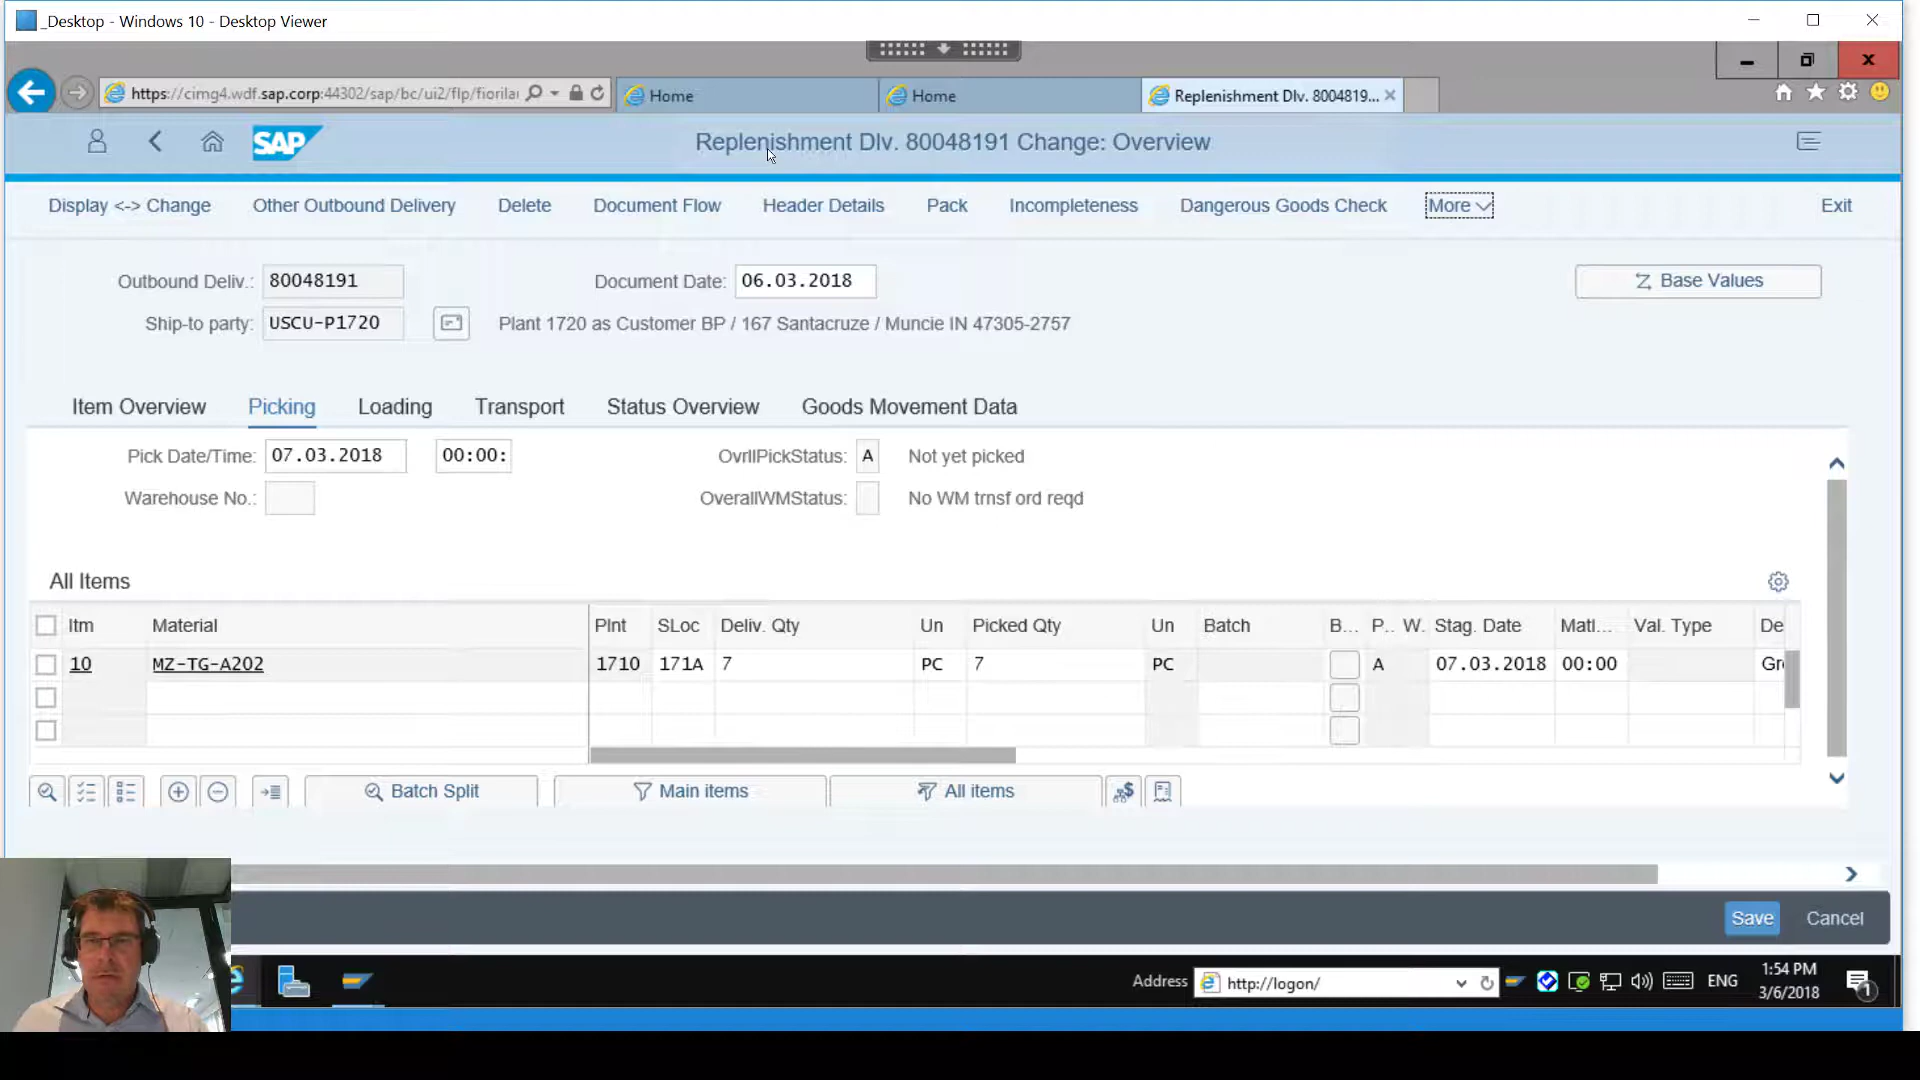 _Desktop - Windows 10 - Desktop Viewer
https://cimg4.wdf.sap.corp:44302/sap/bc/ui2/flp/fiorilau
Home
Home
Replenishment Dlv. 8004819...
SAP
Replenishment Dlv. 80048191 Change: Overview
Display <-> Change
Other Outbound Delivery
Delete
Document Flow
Header Details
Pack
Incompleteness
Dangerous Goods Check
More
Exit
Outbound Deliv.: 80048191
Document Date: 06.03.2018
Base Values
Ship-to party: USCU-P1720
Plant 1720 as Customer BP / 167 Santacruze / Muncie IN 47305-2757
Item Overview
Picking
Loading
Transport
Status Overview
Goods Movement Data
Pick Date/Time: 07.03.2018 00:00:
OvrllPickStatus: A Not yet picked
Warehouse No.:
OverallWMStatus: No WM trnsf ord reqd
All Items
Itm Material Plnt SLoc Deliv. Qty Un Picked Qty Un Batch B... P.. W. Stag. Date Matl... Val. Type De
10 MZ-TG-A202 1710 171A 7 PC 7 PC A 07.03.2018 00:00 Gr
Batch Split
Main items
All items
Save
Cancel
Address http://logon/
ENG
1:54 PM
3/6/2018
1